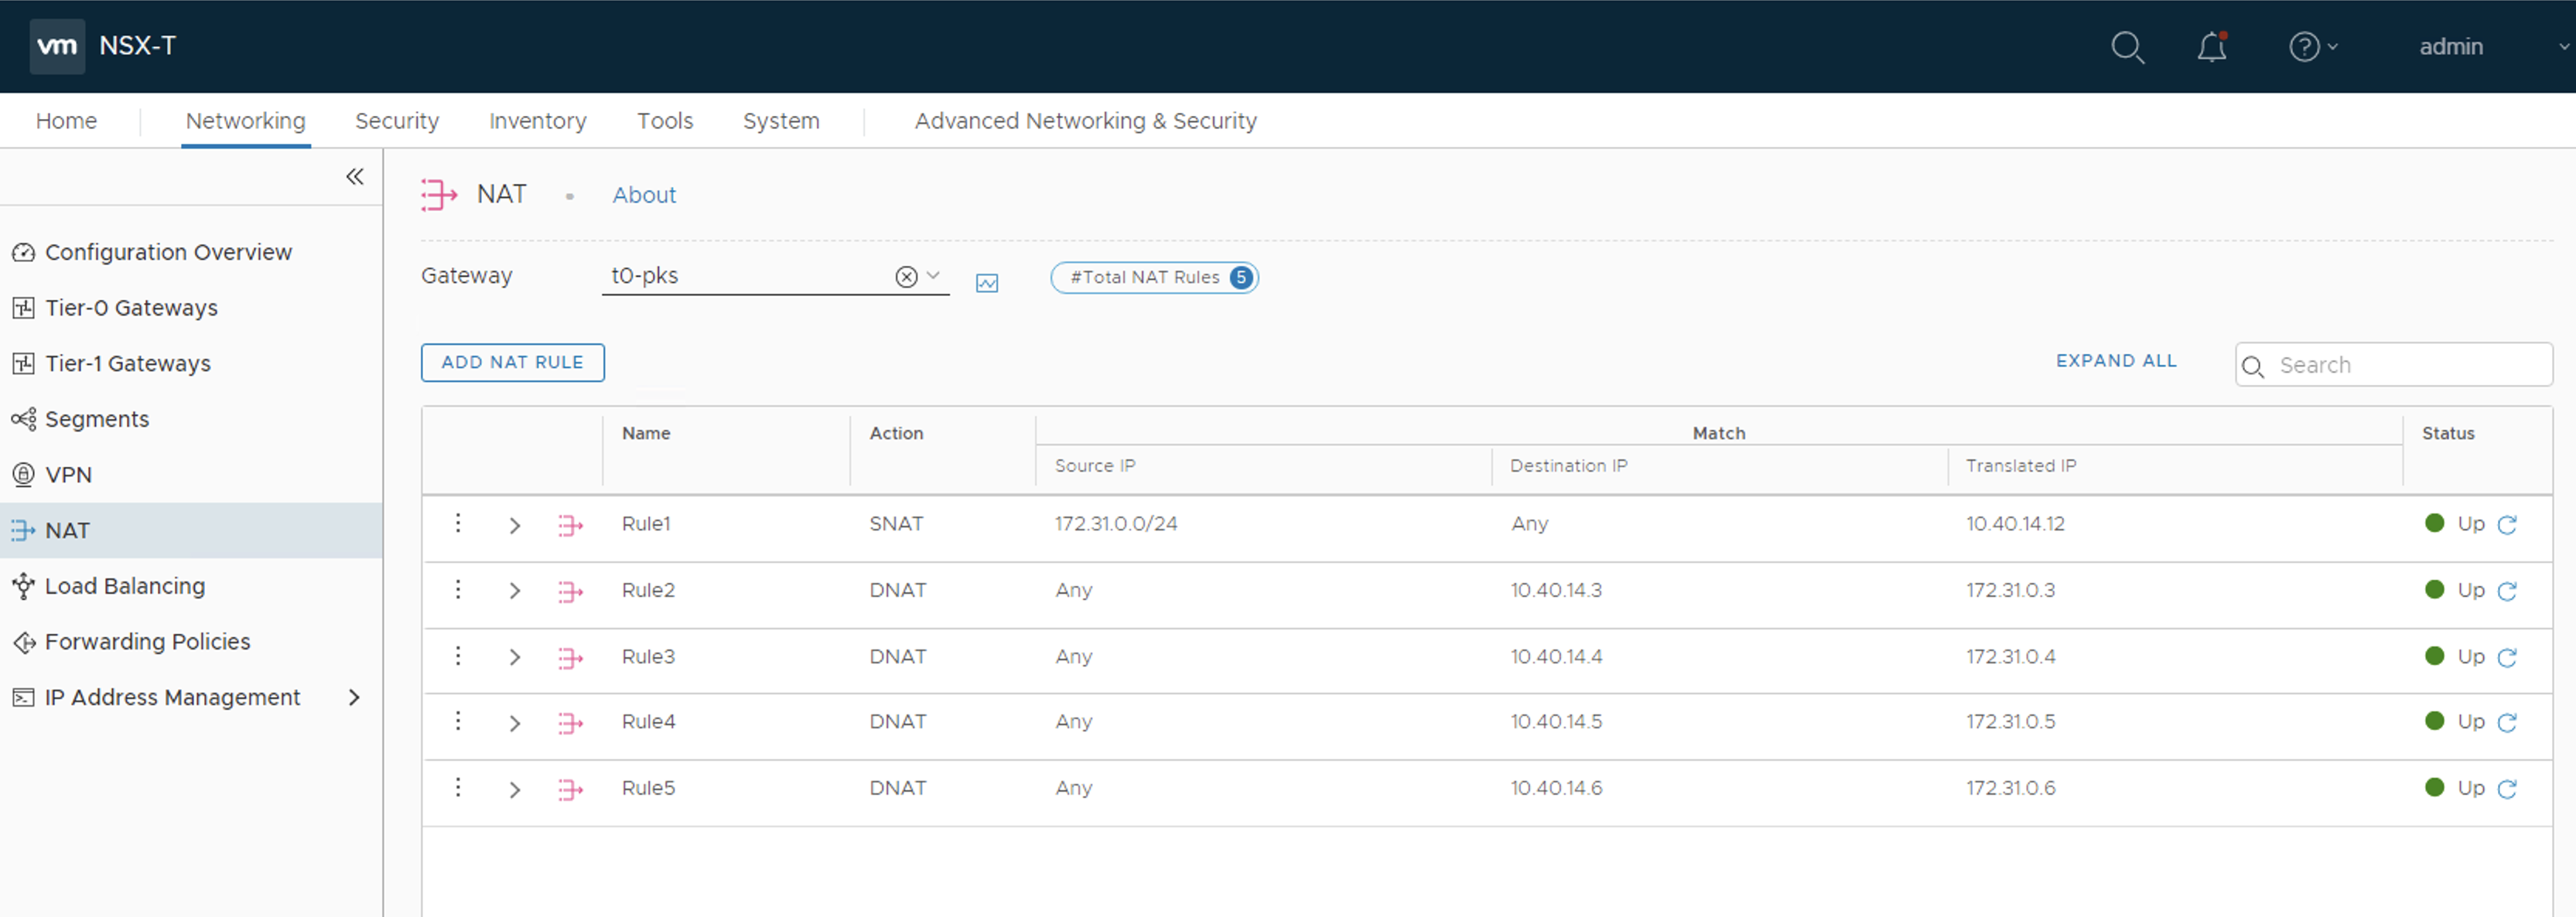 vm NSX-T admin
Home Networking Security Inventory Tools System Advanced Networking & Security
NAT About
Configuration Overview
Tier-0 Gateways
Tier-1 Gateways
Segments
VPN
NAT
Load Balancing
Forwarding Policies
IP Address Management
Gateway t0-pks #Total NAT Rules 5
ADD NAT RULE EXPAND ALL Search
Name Action Match Status
Source IP Destination IP Translated IP
Rule1 SNAT 172.31.0.0/24 Any 10.40.14.12 Up
Rule2 DNAT Any 10.40.14.3 172.31.0.3 Up
Rule3 DNAT Any 10.40.14.4 172.31.0.4 Up
Rule4 DNAT Any 10.40.14.5 172.31.0.5 Up
Rule5 DNAT Any 10.40.14.6 172.31.0.6 Up